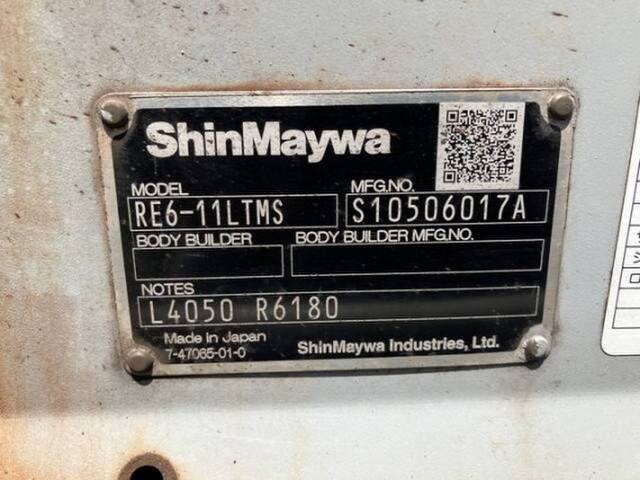 ShinMaywa
MODEL MFG.NO.
RE6-11LTMS S10506017A
BODY BUILDER BODY BUILDER MFG.NO.
NOTES
L4050 R6180
Made in Japan
7-47065-01-0 ShinMaywa Industries, Ltd.